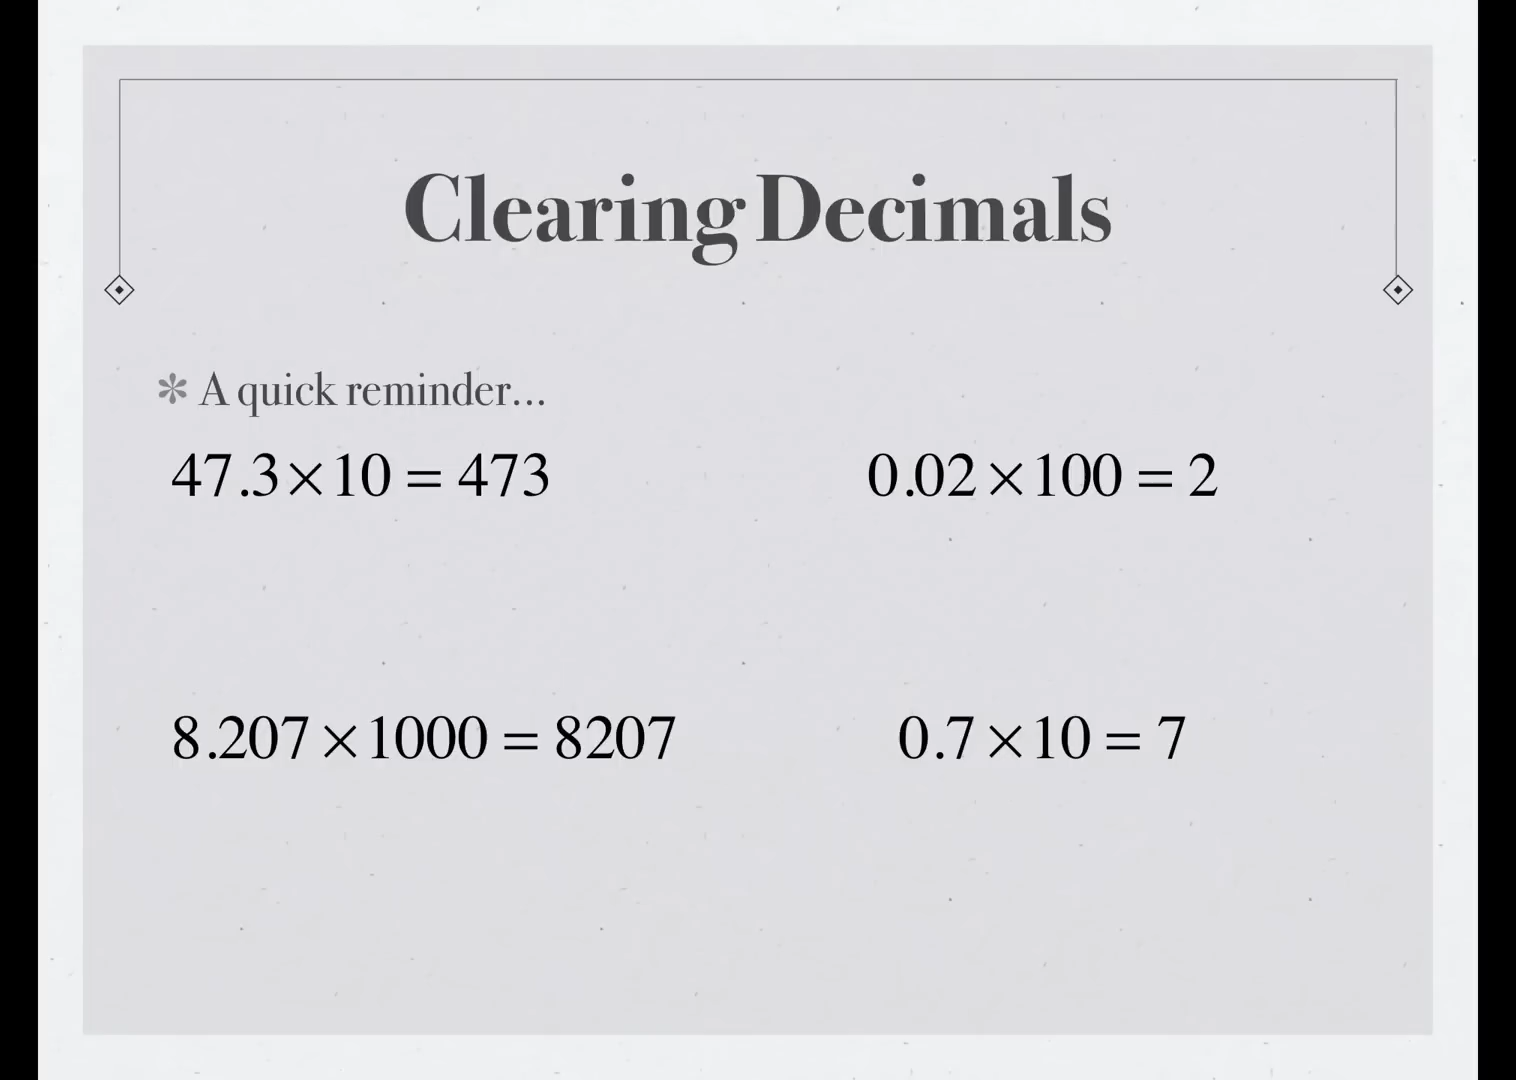 Clearing Decimals
✻ A quick reminder...
47.3×10 = 473
0.02×100 = 2
8.207×1000 = 8207
0.7×10 = 7